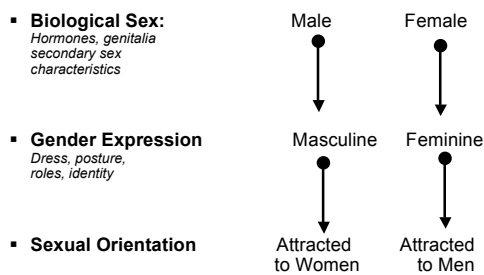 ▪ Biological Sex: Male Female
Hormones, genitalia
secondary sex
characteristics
▪ Gender Expression Masculine Feminine
Dress, posture,
roles, identity
▪ Sexual Orientation Attracted Attracted
to Women to Men